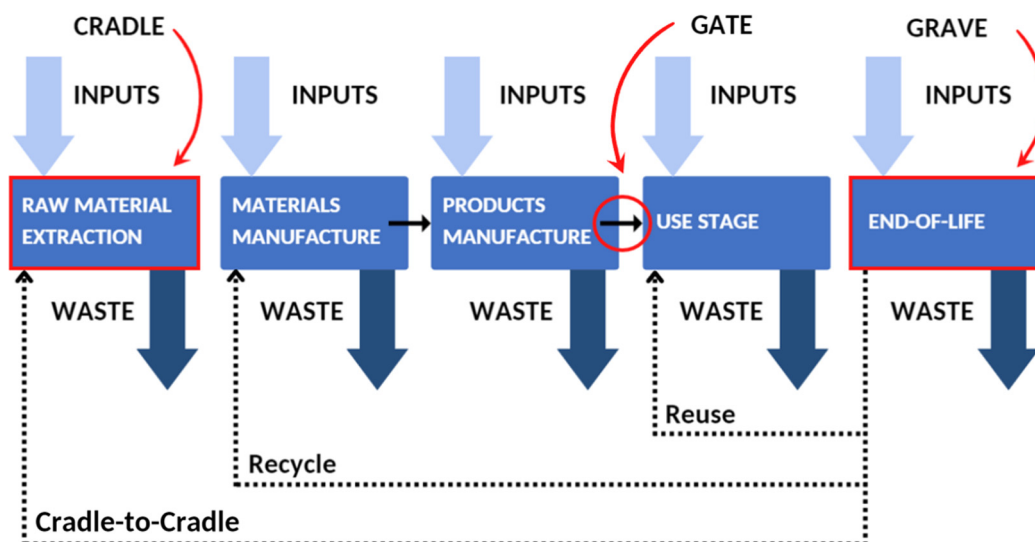 CRADLE
GATE
GRAVE
INPUTS
INPUTS
INPUTS
INPUTS
INPUTS
RAW MATERIAL
EXTRACTION
MATERIALS
MANUFACTURE
PRODUCTS
MANUFACTURE
USE STAGE
END-OF-LIFE
WASTE
WASTE
WASTE
WASTE
WASTE
Reuse
Recycle
Cradle-to-Cradle